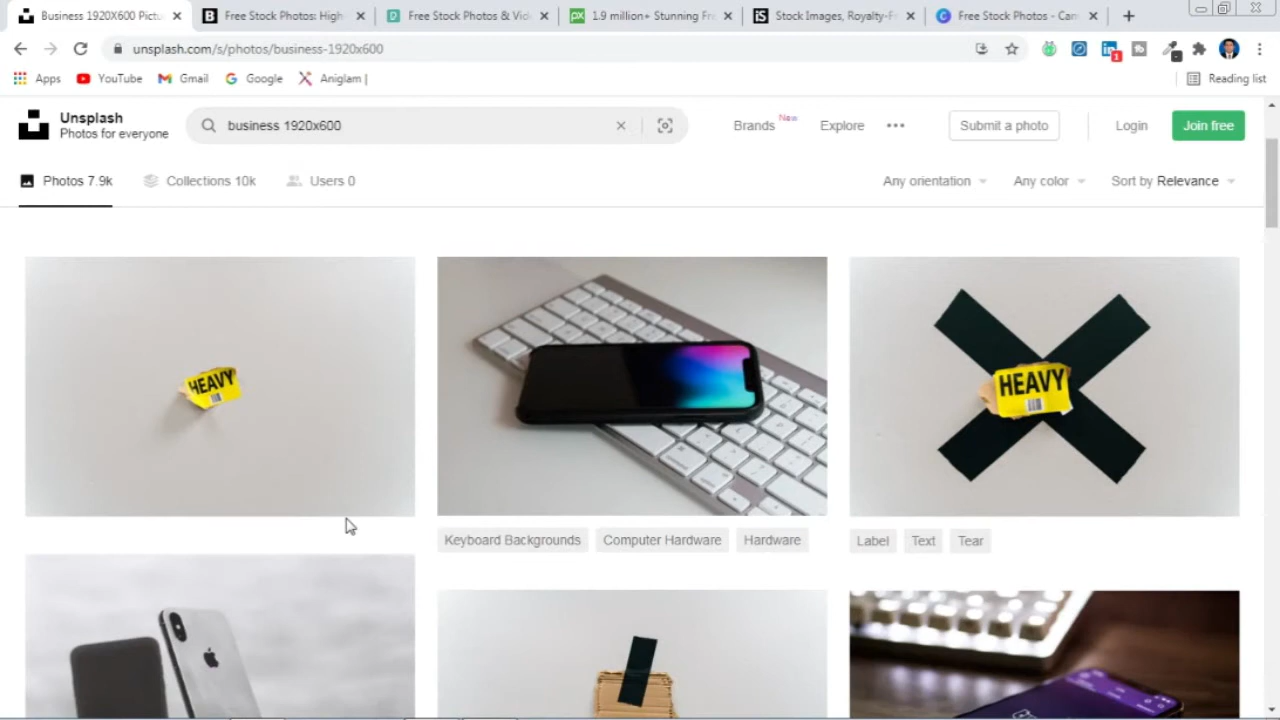 Business 1920X600 Pictu
Free Stock Photos: High
Free Stock Photos & Vid
1.9 million+ Stunning Fr
Stock Images, Royalty-F
Free Stock Photos - Can
unsplash.com/s/photos/business-1920x600
1
Apps
YouTube
Gmail
Google
Aniglam |
Reading list
Unsplash
Photos for everyone
business 1920x600
Brands New
Explore
Submit a photo
Login
Join free
Photos 7.9k
Collections 10k
Users 0
Any orientation
Any color
Sort by Relevance
HEAVY
HEAVY
Keyboard Backgrounds
Computer Hardware
Hardware
Label
Text
Tear